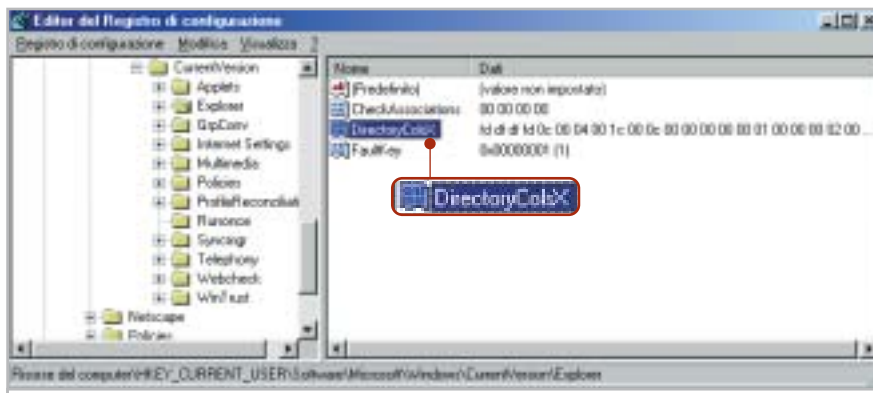 Editor del Registro di configurazione
Registro di configurazione Modifica Visualizza ?
CurrentVersion
Applets
Explorer
GrpConv
Internet Settings
Multimedia
Policies
ProfileReconciliati
Runonce
Syncmgr
Telephony
Webcheck
WinTrust
Netscape
Policies
Nome Dati
(Predefinito) (valore non impostato)
CheckAssociations 00 00 00 00
DirectoryColsX
FaultKey 0x00000001 (1)
DirectoryColsX
Risorse del computer\HKEY_CURRENT_USER\Software\Microsoft\Windows\CurrentVersion\Explorer